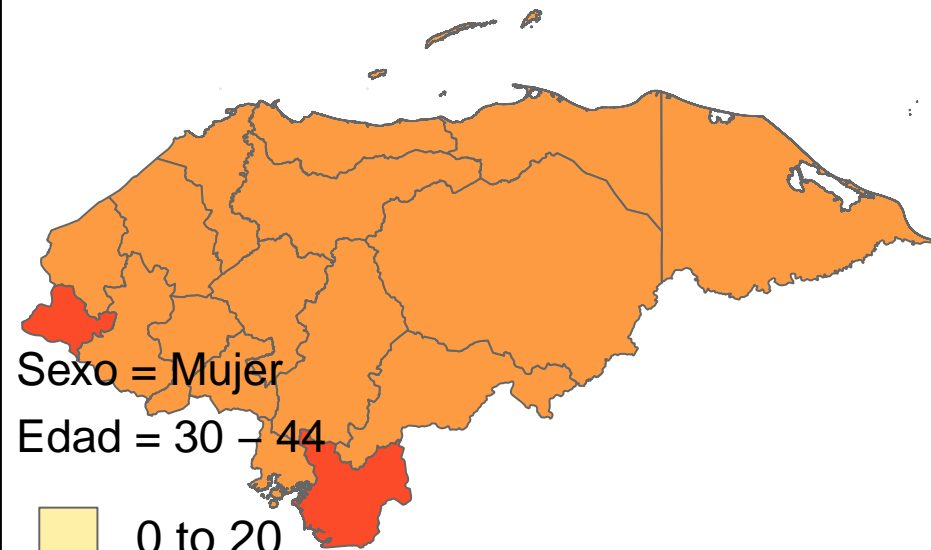 Sexo = Mujer
Edad = 30 – 44
0 to 20